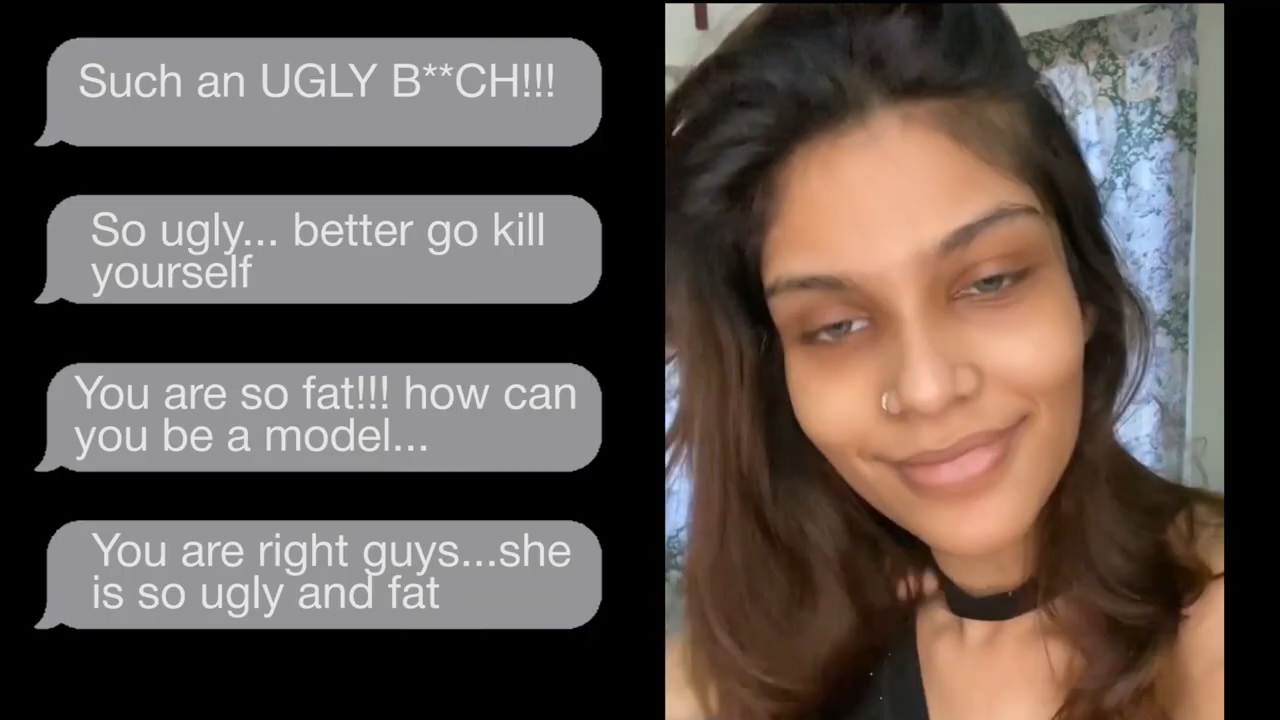 Such an UGLY B**CH!!!
So ugly... better go kill
yourself
You are so fat!!! how can
you be a model...
You are right guys...she
is so ugly and fat